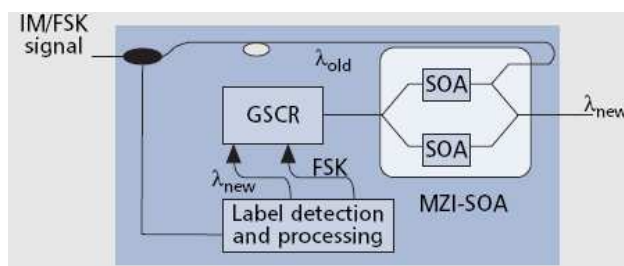 IM/FSK
signal
λold
SOA
λnew
GSCR
SOA
FSK
λnew
MZI-SOA
Label detection
and processing